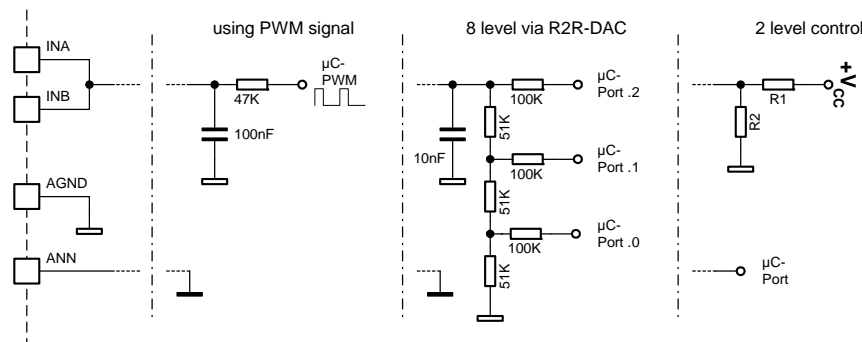 using PWM signal
8 level via R2R-DAC
2 level control
INA
INB
AGND
ANN
µC-
PWM
47K
100nF
µC-
Port .2
100K
51K
10nF
µC-
Port .1
100K
51K
µC-
Port .0
100K
51K
+VCC
R1
R2
µC-
Port